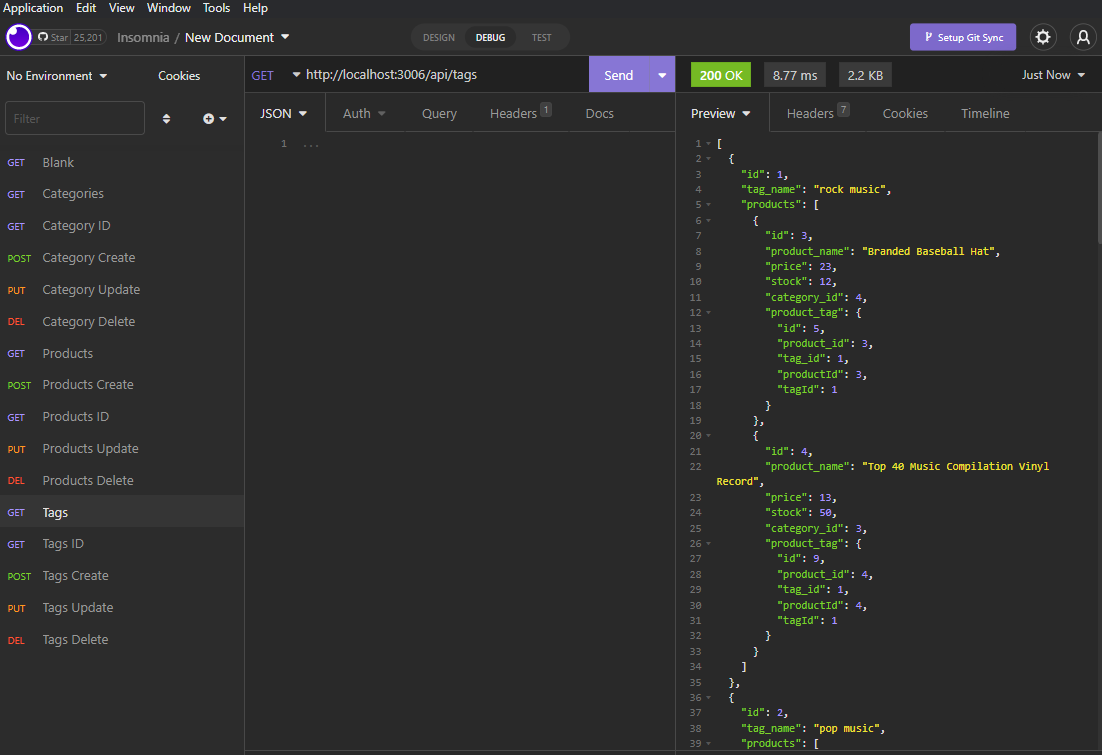 Application Edit View Window Tools Help
Star 25,201 Insomnia / New Document DESIGN DEBUG TEST Setup Git Sync
No Environment Cookies
Filter
GET Blank
GET Categories
GET Category ID
POST Category Create
PUT Category Update
DEL Category Delete
GET Products
POST Products Create
GET Products ID
PUT Products Update
DEL Products Delete
GET Tags
GET Tags ID
POST Tags Create
PUT Tags Update
DEL Tags Delete
GET http://localhost:3006/api/tags Send
JSON Auth Query Headers 1 Docs
1 ...
200 OK 8.77 ms 2.2 KB Just Now
Preview Headers 7 Cookies Timeline
1 [
2 {
3 "id": 1,
4 "tag_name": "rock music",
5 "products": [
6 {
7 "id": 3,
8 "product_name": "Branded Baseball Hat",
9 "price": 23,
10 "stock": 12,
11 "category_id": 4,
12 "product_tag": {
13 "id": 5,
14 "product_id": 3,
15 "tag_id": 1,
16 "productId": 3,
17 "tagId": 1
18 }
19 },
20 {
21 "id": 4,
22 "product_name": "Top 40 Music Compilation Vinyl
Record",
23 "price": 13,
24 "stock": 50,
25 "category_id": 3,
26 "product_tag": {
27 "id": 9,
28 "product_id": 4,
29 "tag_id": 1,
30 "productId": 4,
31 "tagId": 1
32 }
33 }
34 ]
35 },
36 {
37 "id": 2,
38 "tag_name": "pop music",
39 "products": [